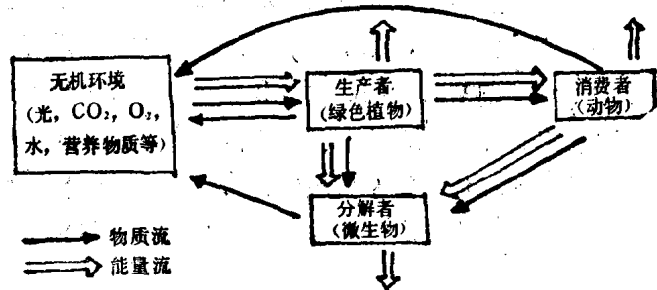 无机环境
(光，CO₂，O₂，
水，营养物质等)
生产者
(绿色植物)
消费者
(动物)
分解者
(微生物)
物质流
能量流